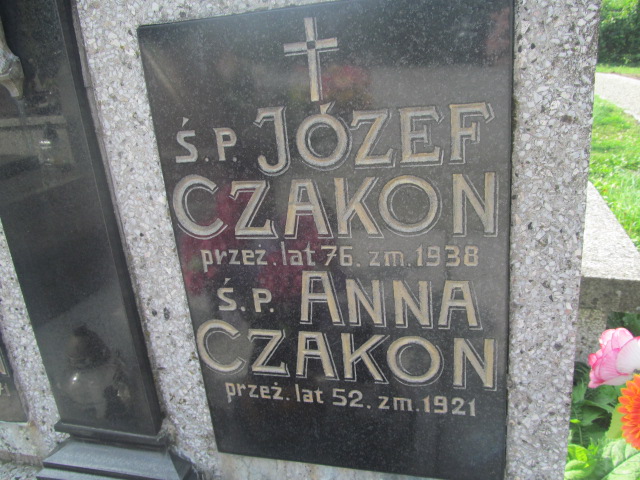 Ś.P. JÓZEF
CZAKON
przeż. lat 76. zm. 1938
Ś.P. ANNA
CZAKON
przeż. lat 52. zm. 1921